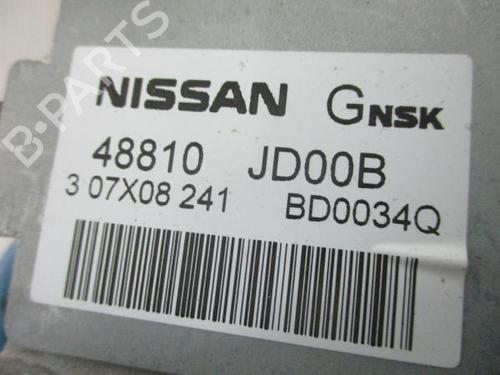 B-PARTS
NISSAN GNSK
48810 JD00B
3 07X08 241 BD0034Q